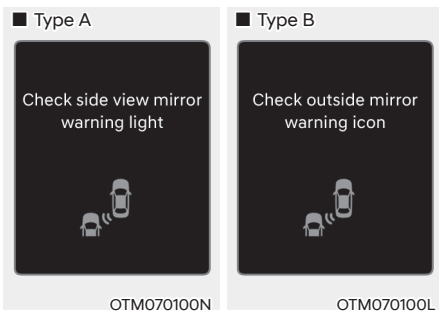 ■ Type A
Check side view mirror
warning light
OTM070100N
■ Type B
Check outside mirror
warning icon
OTM070100L